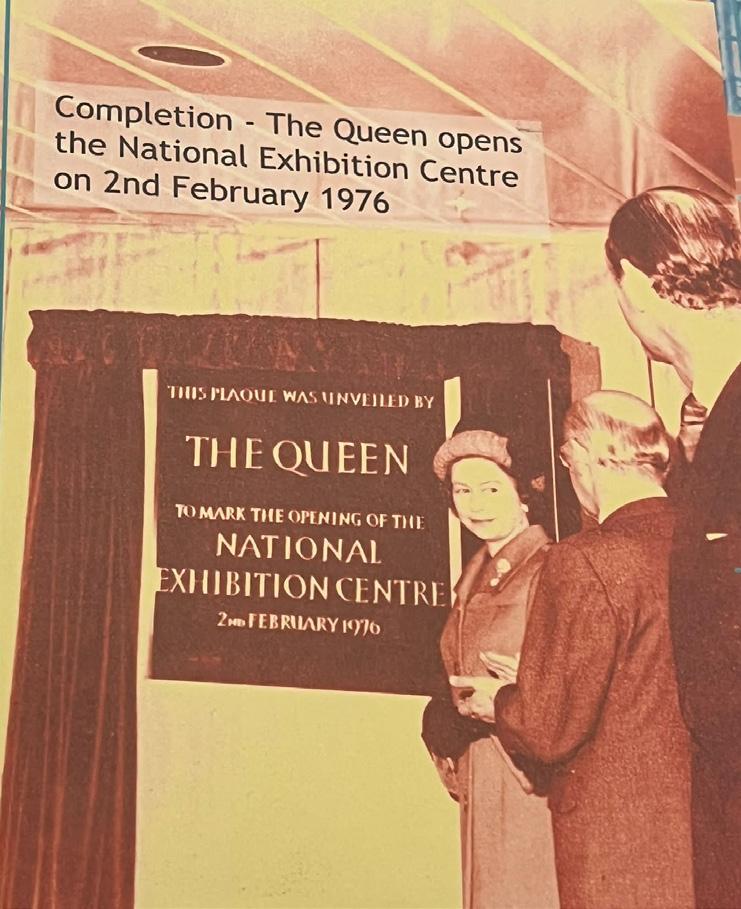 Completion - The Queen opens
the National Exhibition Centre
on 2nd February 1976
THIS PLAQUE WAS UNVEILED BY
THE QUEEN
TO MARK THE OPENING OF THE
NATIONAL
EXHIBITION CENTRE
2ND FEBRUARY 1976